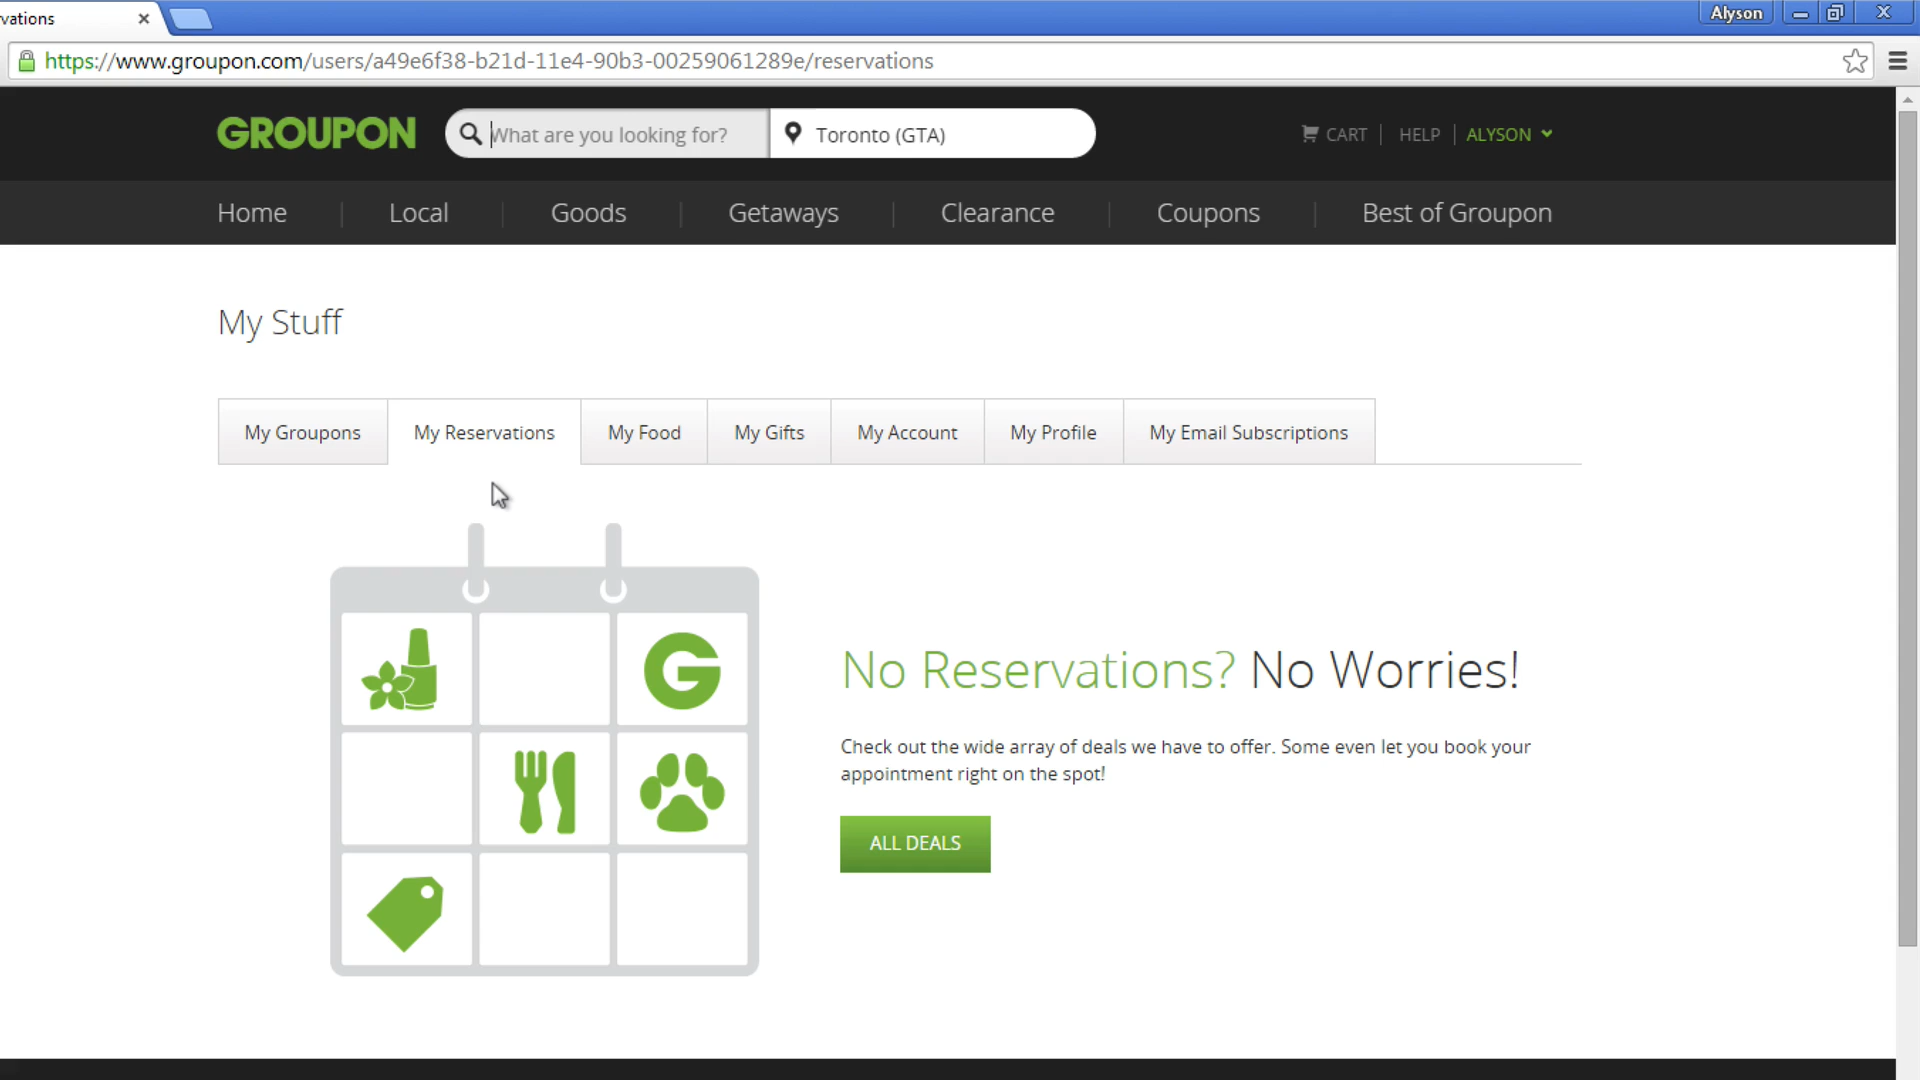 vations
Alyson
https://www.groupon.com/users/a49e6f38-b21d-11e4-90b3-00259061289e/reservations
GROUPON What are you looking for? Toronto (GTA) CART HELP ALYSON
Home Local Goods Getaways Clearance Coupons Best of Groupon
My Stuff
My Groupons My Reservations My Food My Gifts My Account My Profile My Email Subscriptions
G
No Reservations? No Worries!
Check out the wide array of deals we have to offer. Some even let you book your
appointment right on the spot!
ALL DEALS